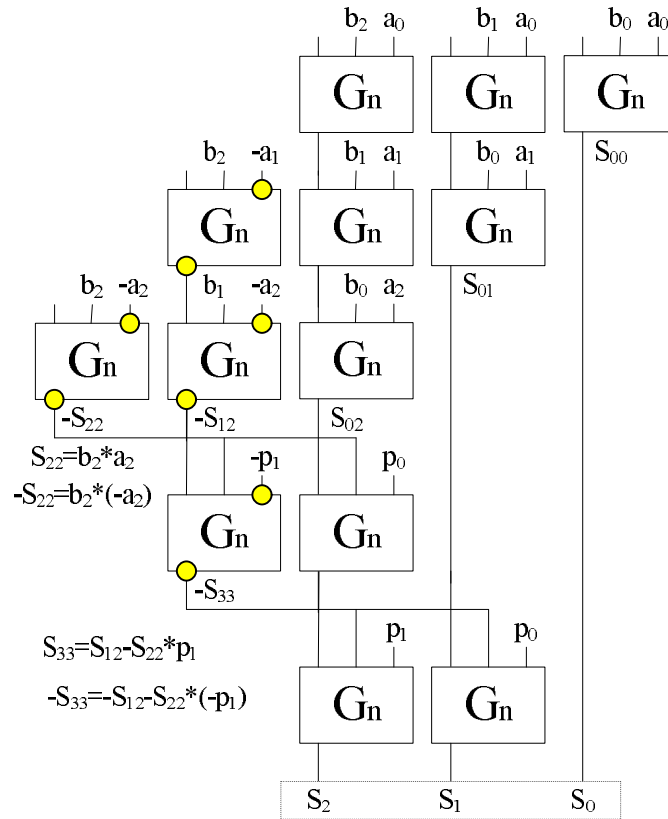 b₂ a₀ b₁ a₀ b₀ a₀
Gₙ Gₙ Gₙ
b₂ -a₁ b₁ a₁ b₀ a₁ S₀₀
Gₙ Gₙ Gₙ
b₂ -a₂ b₁ -a₂ b₀ a₂ S₀₁
Gₙ Gₙ Gₙ
-S₂₂ -S₁₂ S₀₂
S₂₂=b₂*a₂ -p₁ p₀
-S₂₂=b₂*(-a₂)
Gₙ Gₙ
-S₃₃
S₃₃=S₁₂-S₂₂*p₁ p₁ p₀
-S₃₃=-S₁₂-S₂₂*(-p₁)
Gₙ Gₙ
S₂ S₁ S₀